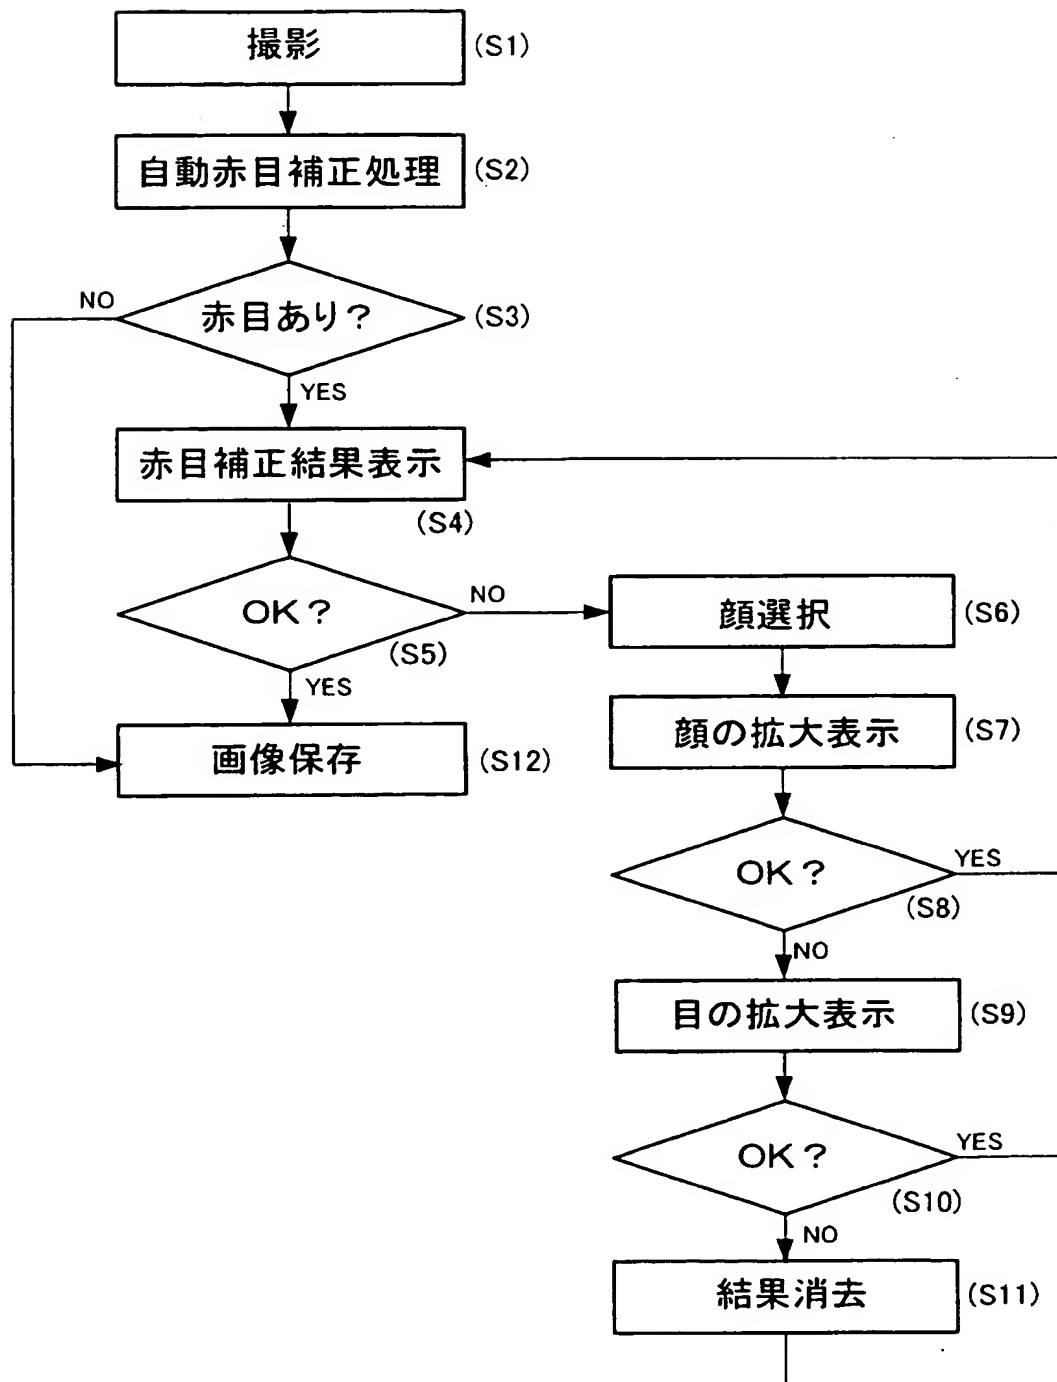 撮影 (S1)
自動赤目補正処理 (S2)
NO 赤目あり? (S3)
YES
赤目補正結果表示
(S4)
OK? NO
(S5)
YES
画像保存 (S12)
顔選択 (S6)
顔の拡大表示 (S7)
OK? YES
(S8)
NO
目の拡大表示 (S9)
OK? YES
(S10)
NO
結果消去 (S11)